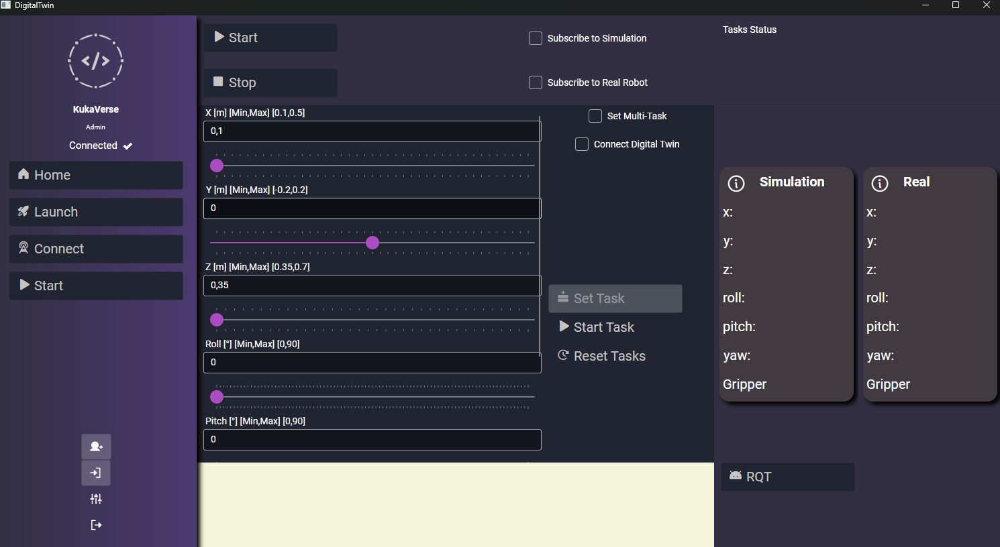 DigitalTwin
</>
KukaVerse
Admin
Connected
Home
Launch
Connect
Start
Start
Stop
Subscribe to Simulation
Subscribe to Real Robot
X [m] [Min,Max] [0.1,0.5]
0,1
Y [m] [Min,Max] [-0.2,0.2]
0
Z [m] [Min,Max] [0.35,0.7]
0,35
Roll [°] [Min,Max] [0,90]
0
Pitch [°] [Min,Max] [0,90]
0
Set Multi-Task
Connect Digital Twin
Set Task
Start Task
Reset Tasks
Tasks Status
Simulation
x:
y:
z:
roll:
pitch:
yaw:
Gripper
Real
x:
y:
z:
roll:
pitch:
yaw:
Gripper
RQT